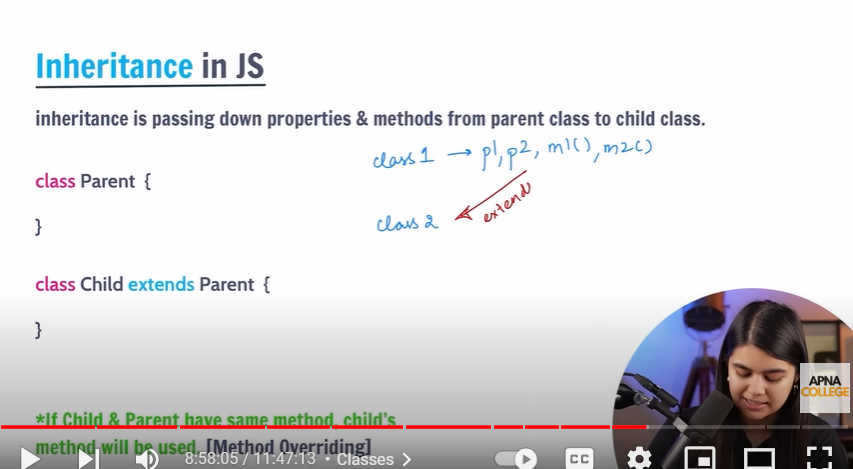 Inheritance in JS
inheritance is passing down properties & methods from parent class to child class.
class 1 → p1, p2, m1(), m2()
class Parent {
extend
}
class 2
class Child extends Parent {
}
APNA
COLLEGE
*If Child & Parent have same method, child's
method will be used. [Method Overriding]
8:58:05 / 11:47:13 • Classes >
CC